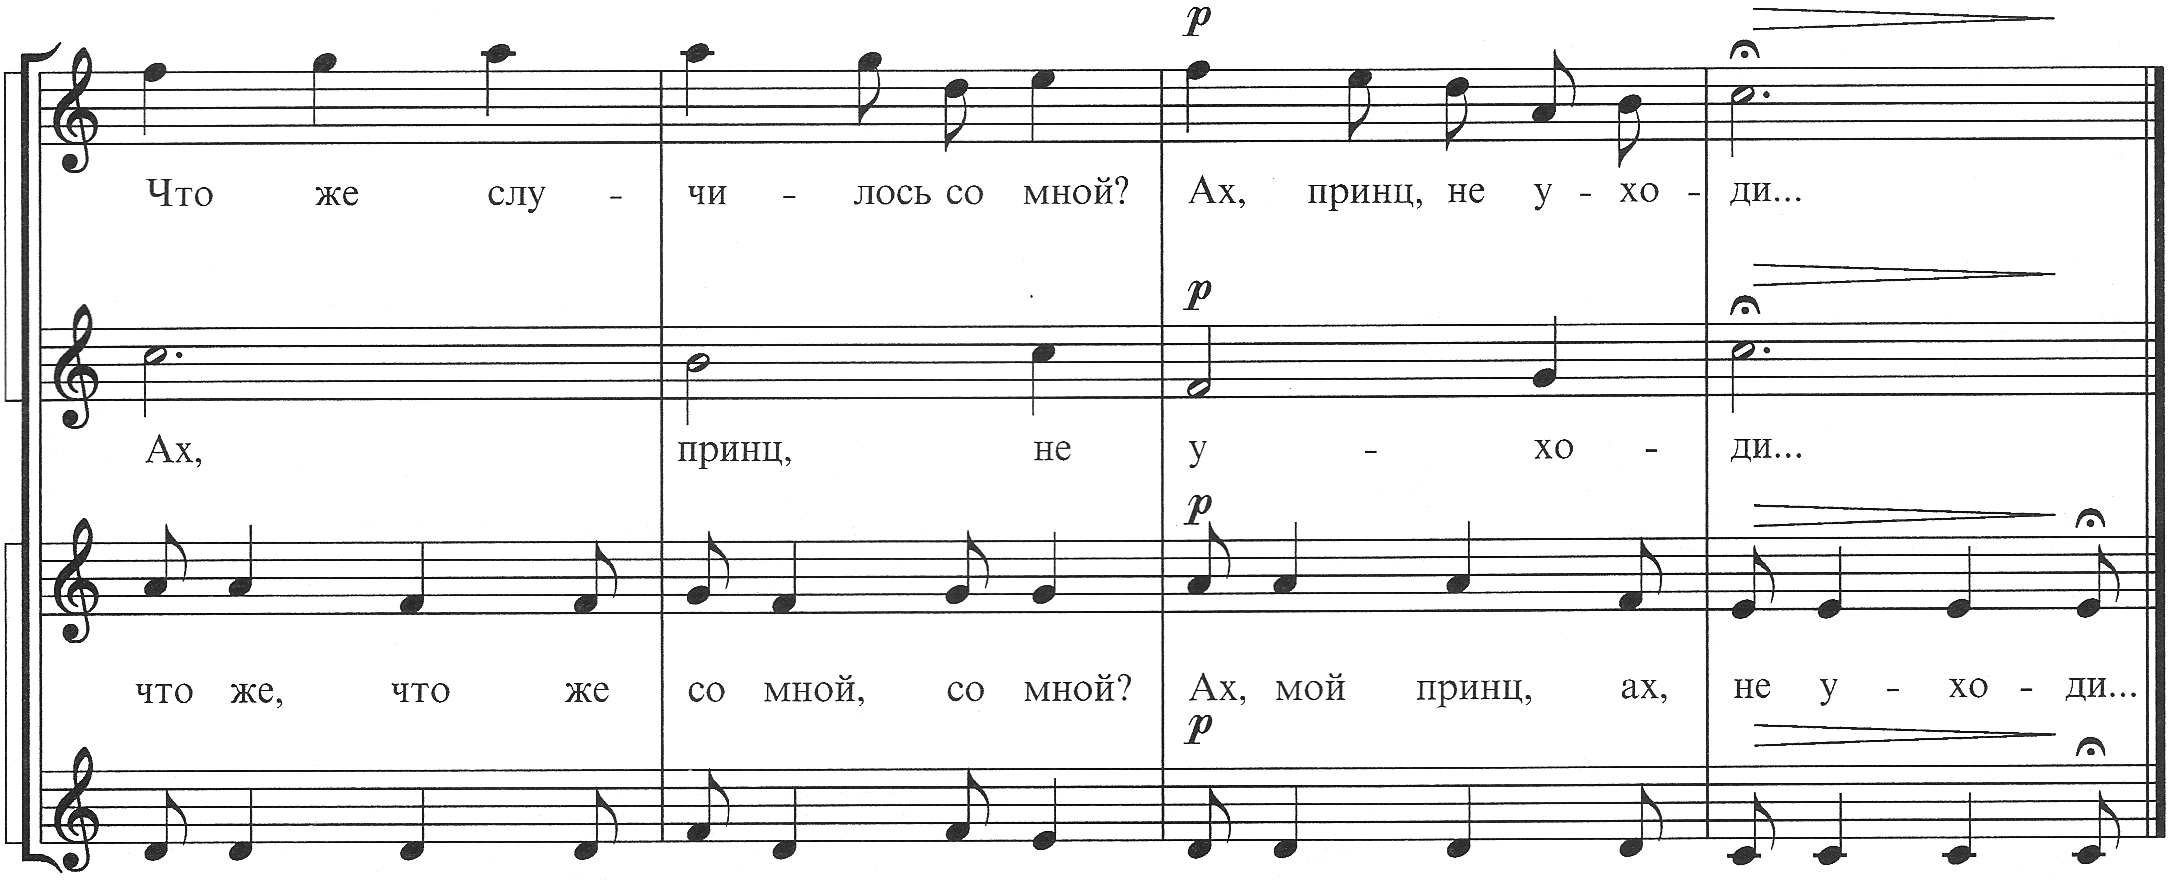 p
Что же слу - чи - лось со мной? Ах, принц, не у - хо - ди...
p
Ах, принц, не у - хо - ди...
p
что же, что же со мной, со мной? Ах, мой принц, ах, не у - хо - ди...
p